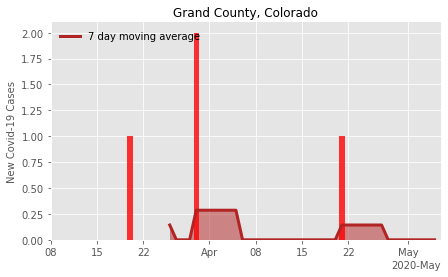 Grand County, Colorado
7 day moving average
New Covid-19 Cases
2.00
1.75
1.50
1.25
1.00
0.75
0.50
0.25
0.00
08 15 22 Apr 08 15 22 May
2020-May